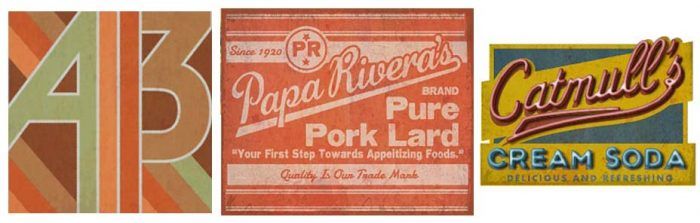 A113
Since 1920
PR
Papa Rivera's
BRAND
Pure
Pork Lard
"Your First Step Towards Appeitizing Foods."
Quality Is Our Trade Mark
Catmull's
CREAM SODA
DELICIOUS AND REFRESHING